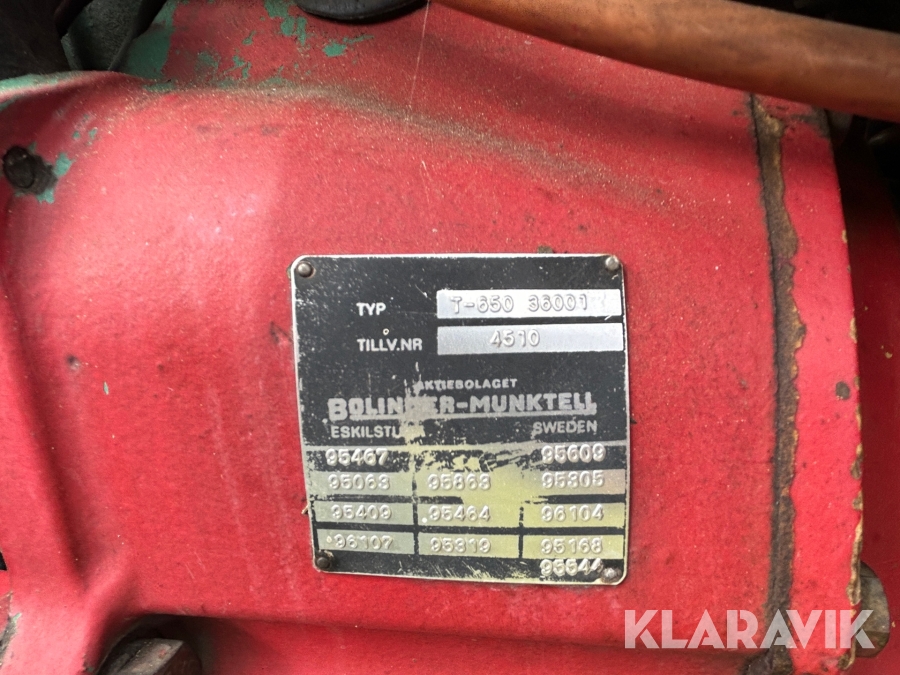 TYP T-650 36001
TILLV.NR 4510
AKTIEBOLAGET
BOLINDER-MUNKTELL
ESKILSTUNA SWEDEN
95467 95609
95063 95863 95305
95409 95464 96104
96107 95319 95168
95544
KLARAVIK